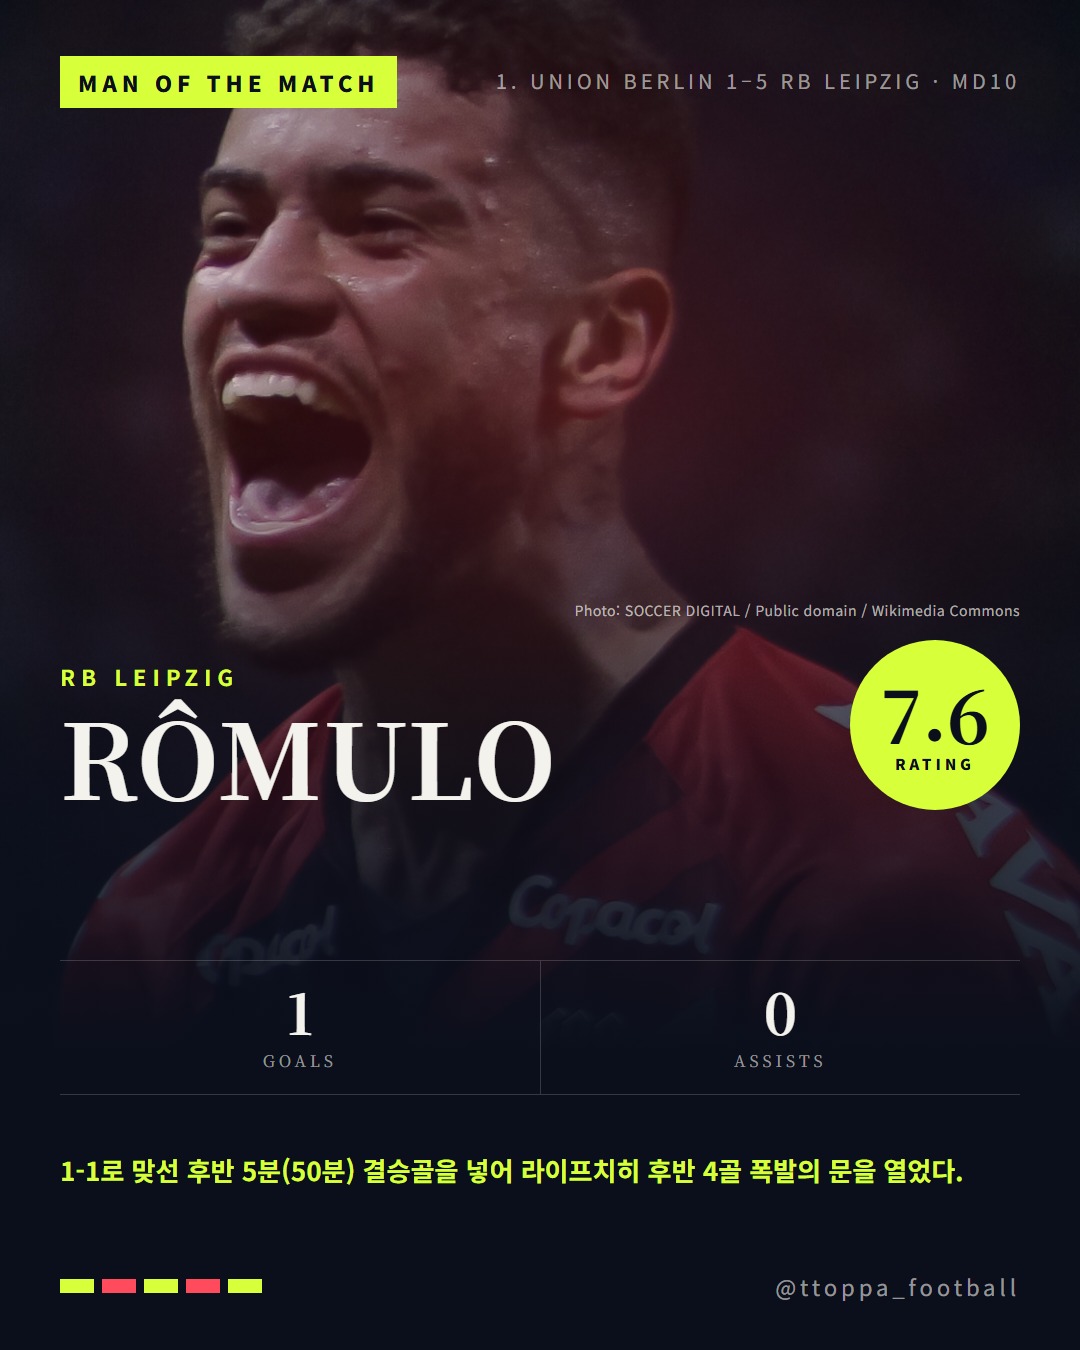 MAN OF THE MATCH
1. UNION BERLIN 1–5 RB LEIPZIG · MD10
Photo: SOCCER DIGITAL / Public domain / Wikimedia Commons
RB LEIPZIG
RÔMULO
7.6
RATING
Copacol
Copacol
1
GOALS
0
ASSISTS
1-1로 맞선 후반 5분(50분) 결승골을 넣어 라이프치히 후반 4골 폭발의 문을 열었다.
@ttoppa_football